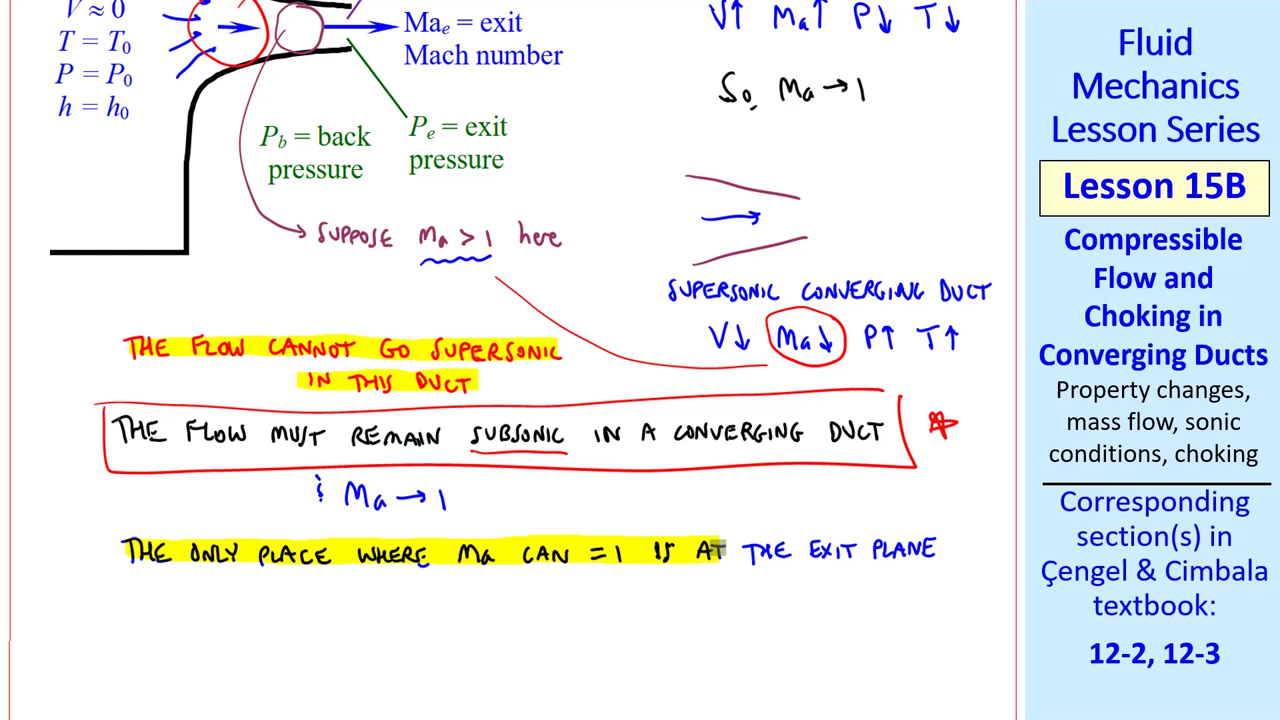 V ≈ 0
T = T₀
P = P₀
h = h₀
Maₑ = exit
Mach number
P_b = back
pressure
Pₑ = exit
pressure
V↑ Ma↑ P↓ T↓
So, Ma → 1
SUPPOSE Ma > 1 here
SUPERSONIC CONVERGING DUCT
V↓ Ma↓ P↑ T↑
THE FLOW CANNOT GO SUPERSONIC
IN THIS DUCT
THE FLOW MUST REMAIN SUBSONIC IN A CONVERGING DUCT
& Ma → 1
THE ONLY PLACE WHERE Ma CAN = 1 IS AT THE EXIT PLANE
Fluid
Mechanics
Lesson Series
Lesson 15B
Compressible
Flow and
Choking in
Converging Ducts
Property changes,
mass flow, sonic
conditions, choking
Corresponding
section(s) in
Çengel & Cimbala
textbook:
12-2, 12-3